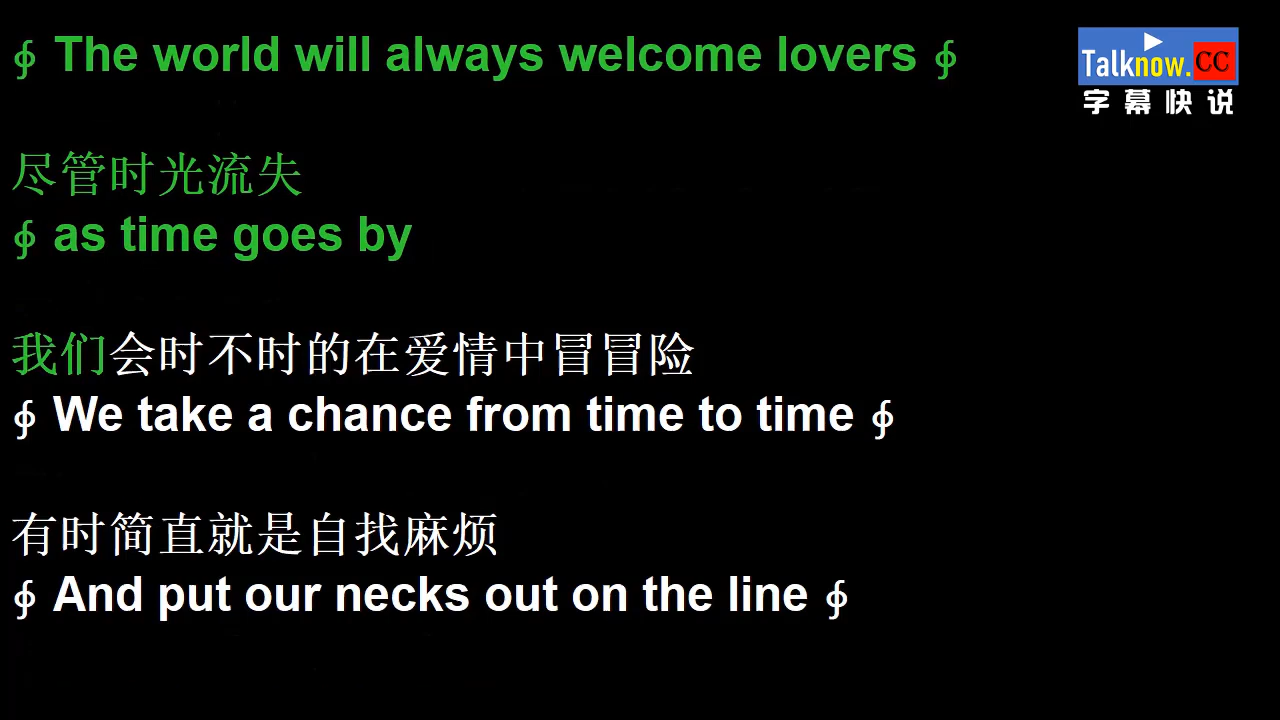 ∮ The world will always welcome lovers ∮
Talknow.CC
字幕快说
尽管时光流失
∮ as time goes by
我们会时不时的在爱情中冒冒险
∮ We take a chance from time to time ∮
有时简直就是自找麻烦
∮ And put our necks out on the line ∮